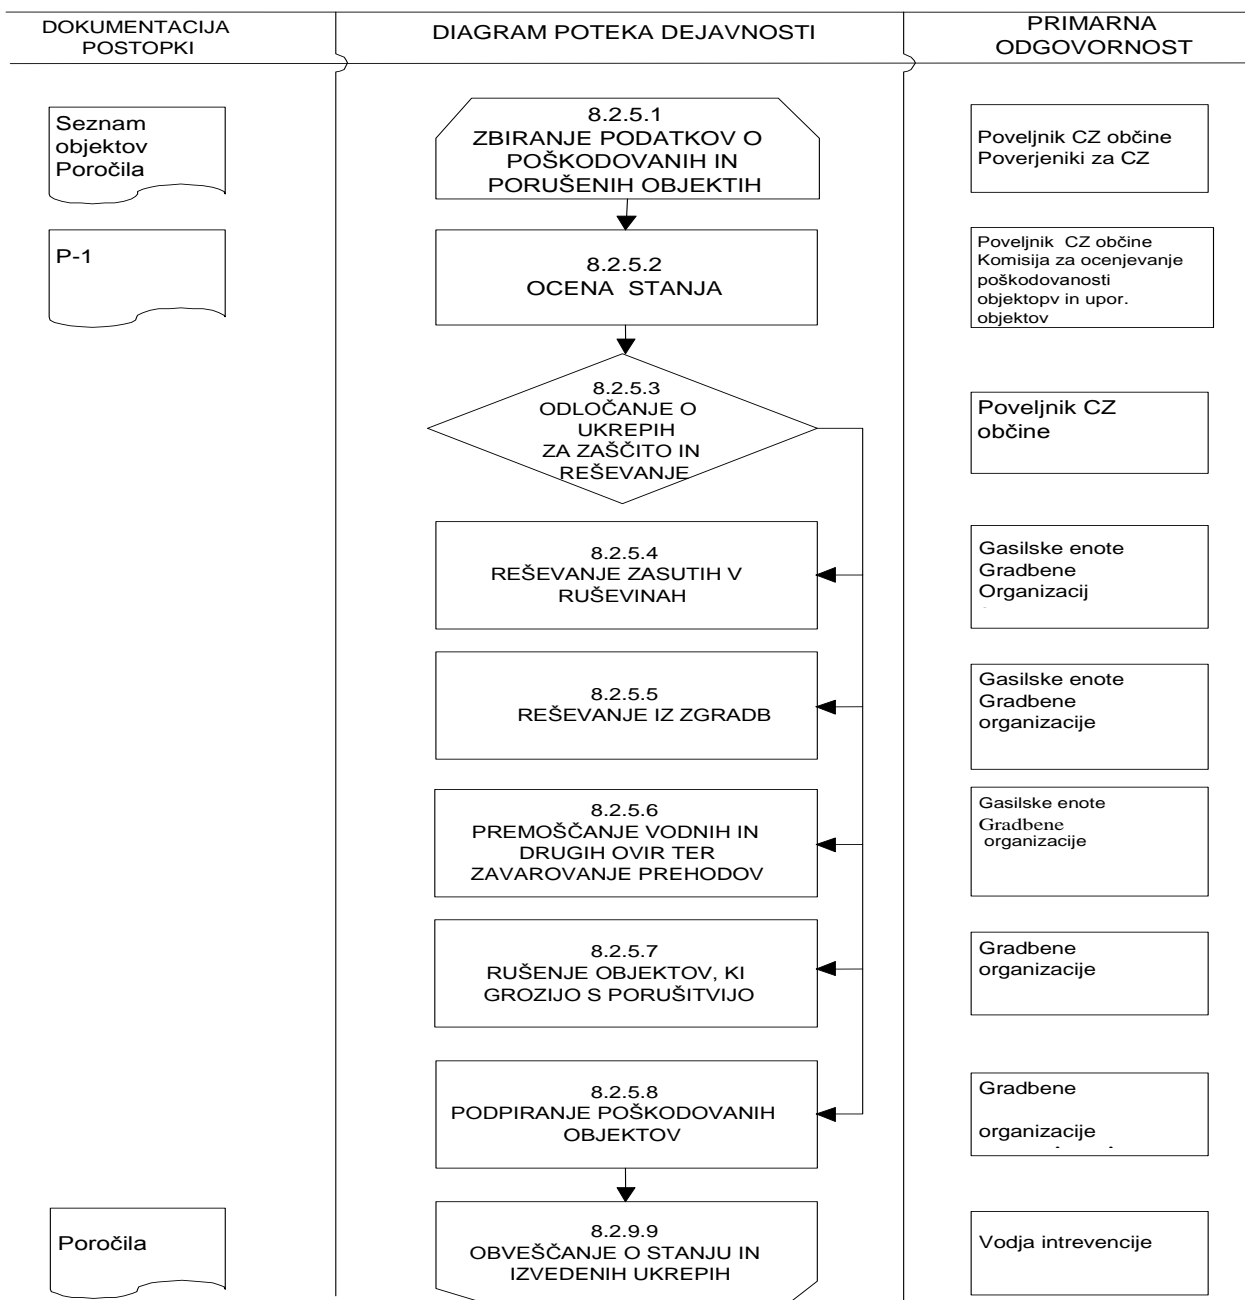 DOKUMENTACIJA
POSTOPKI
DIAGRAM POTEKA DEJAVNOSTI
PRIMARNA
ODGOVORNOST
Seznam
objektov
Poročila
8.2.5.1
ZBIRANJE PODATKOV O
POŠKODOVANIH IN
PORUŠENIH OBJEKTIH
Poveljnik CZ občine
Poverjeniki za CZ
P-1
8.2.5.2
OCENA STANJA
Poveljnik CZ občine
Komisija za ocenjevanje
poškodovanosti
objektopv in upor.
objektov
8.2.5.3
ODLOČANJE O
UKREPIH
ZA ZAŠČITO IN
REŠEVANJE
Poveljnik CZ
občine
8.2.5.4
REŠEVANJE ZASUTIH V
RUŠEVINAH
Gasilske enote
Gradbene
Organizacij
8.2.5.5
REŠEVANJE IZ ZGRADB
Gasilske enote
Gradbene
organizacije
8.2.5.6
PREMOŠČANJE VODNIH IN
DRUGIH OVIR TER
ZAVAROVANJE PREHODOV
Gasilske enote
Gradbene
organizacije
8.2.5.7
RUŠENJE OBJEKTOV, KI
GROZIJO S PORUŠITVIJO
Gradbene
organizacije
8.2.5.8
PODPIRANJE POŠKODOVANIH
OBJEKTOV
Gradbene
organizacije
Poročila
8.2.9.9
OBVEŠČANJE O STANJU IN
IZVEDENIH UKREPIH
Vodja intrevencije